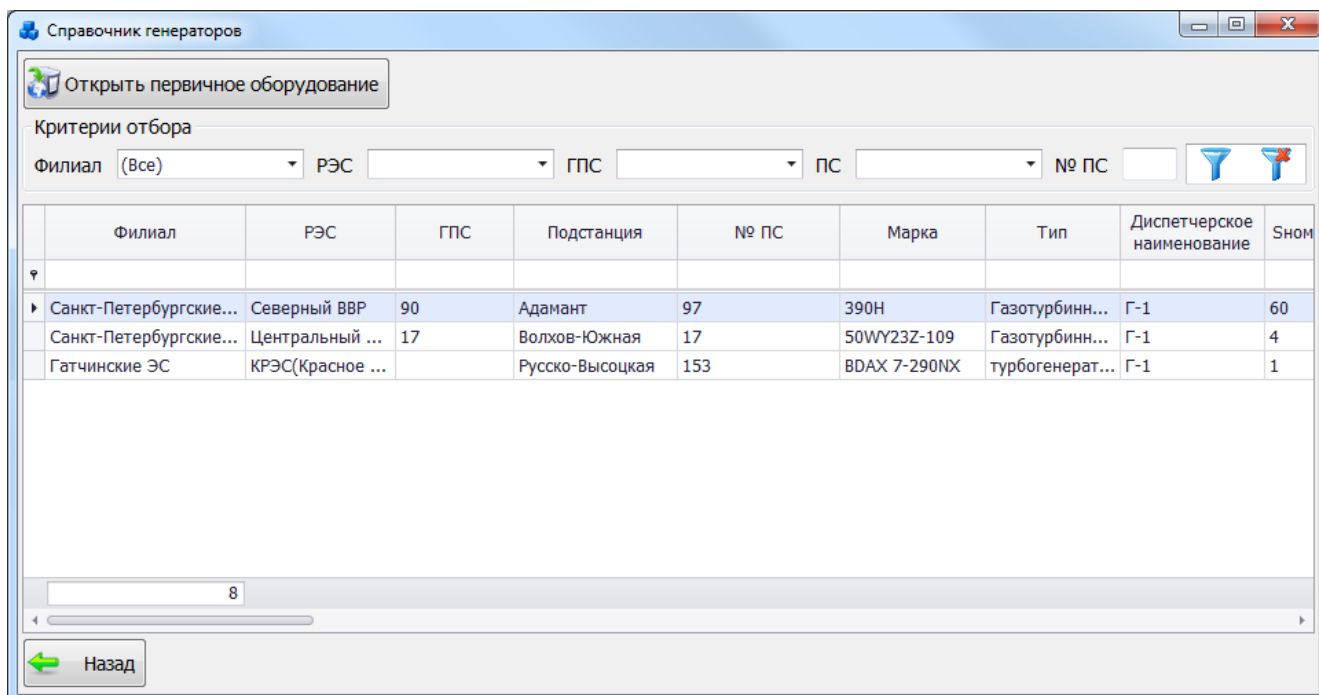 Справочник генераторов
Открыть первичное оборудование
Критерии отбора
Филиал (Все) РЭС ГПС ПС № ПС
Филиал РЭС ГПС Подстанция № ПС Марка Тип Диспетчерское наименование Sном
Санкт-Петербургские... Северный ВВР 90 Адамант 97 390H Газотурбинн... Г-1 60
Санкт-Петербургские... Центральный ... 17 Волхов-Южная 17 50WY23Z-109 Газотурбинн... Г-1 4
Гатчинские ЭС КРЭС(Красное ... Русско-Высоцкая 153 BDAX 7-290NX турбогенерат... Г-1 1
8
Назад